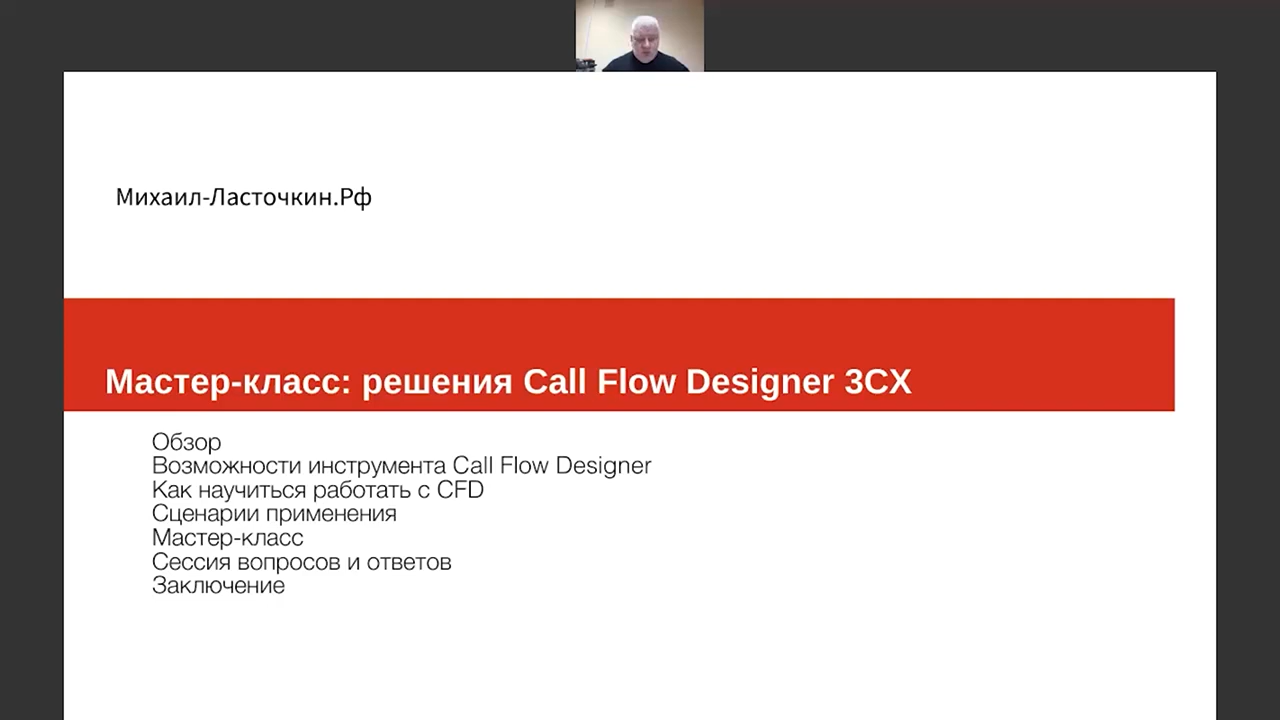 Михаил-Ласточкин.Рф
Мастер-класс: решения Call Flow Designer 3CX
Обзор
Возможности инструмента Call Flow Designer
Как научиться работать с CFD
Сценарии применения
Мастер-класс
Сессия вопросов и ответов
Заключение